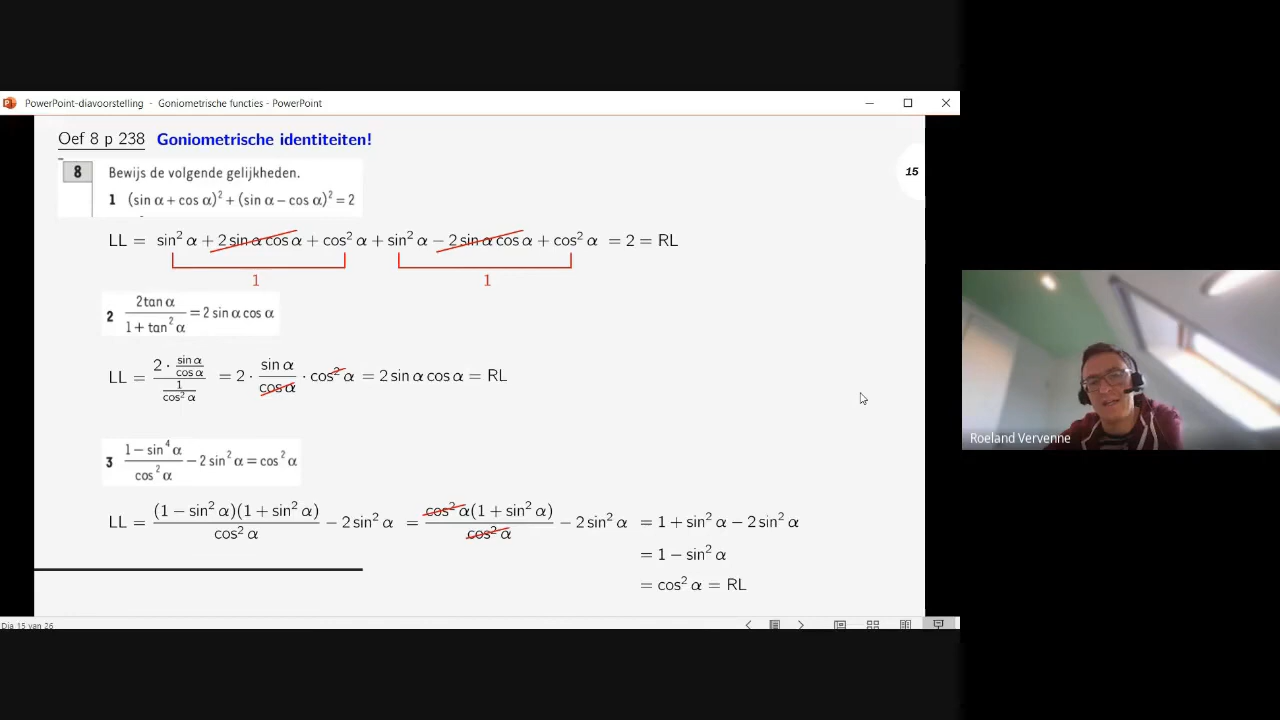 PowerPoint-diavoorstelling - Goniometrische functies - PowerPoint
Oef 8 p 238 Goniometrische identiteiten!
15
8 Bewijs de volgende gelijkheden.
1 (sin α + cos α)² + (sin α − cos α)² = 2
LL = sin² α + 2 sin α cos α + cos² α + sin² α − 2 sin α cos α + cos² α = 2 = RL
1 1
2 2tan α / (1 + tan² α) = 2 sin α cos α
LL = (2 · sin α / cos α) / (1 / cos² α) = 2 · sin α / cos α · cos² α = 2 sin α cos α = RL
3 (1 − sin⁴ α) / cos² α − 2 sin² α = cos² α
LL = (1 − sin² α)(1 + sin² α) / cos² α − 2 sin² α = cos² α(1 + sin² α) / cos² α − 2 sin² α = 1 + sin² α − 2 sin² α
= 1 − sin² α
= cos² α = RL
Dia 15 van 26
Roeland Vervenne